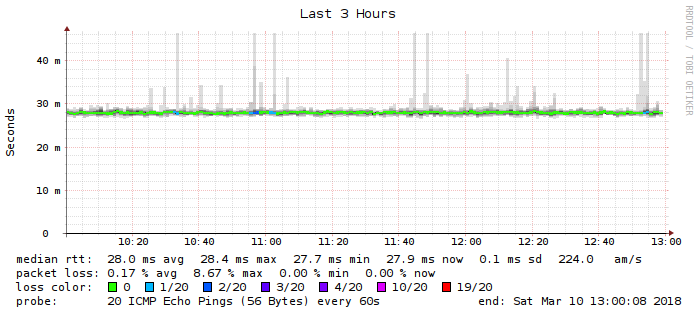 Last 3 Hours
RRDTOOL / TOBI OETIKER
Seconds
40 m
30 m
20 m
10 m
0
10:20 10:40 11:00 11:20 11:40 12:00 12:20 12:40 13:00
median rtt: 28.0 ms avg 28.4 ms max 27.7 ms min 27.9 ms now 0.1 ms sd 224.0 am/s
packet loss: 0.17 % avg 8.67 % max 0.00 % min 0.00 % now
loss color: 0 1/20 2/20 3/20 4/20 10/20 19/20
probe: 20 ICMP Echo Pings (56 Bytes) every 60s end: Sat Mar 10 13:00:08 2018